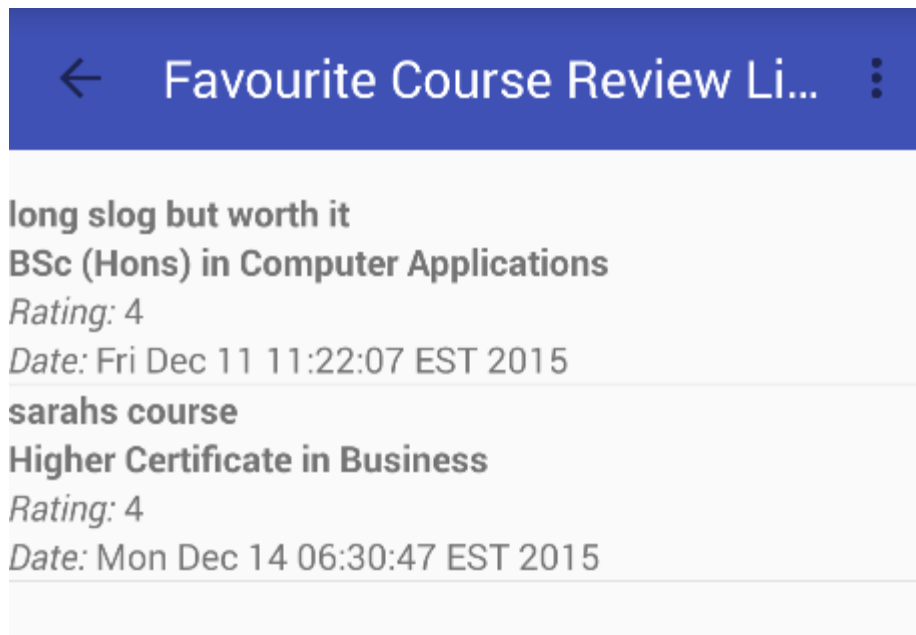 Favourite Course Review Li...
long slog but worth it
BSc (Hons) in Computer Applications
Rating: 4
Date: Fri Dec 11 11:22:07 EST 2015
sarahs course
Higher Certificate in Business
Rating: 4
Date: Mon Dec 14 06:30:47 EST 2015